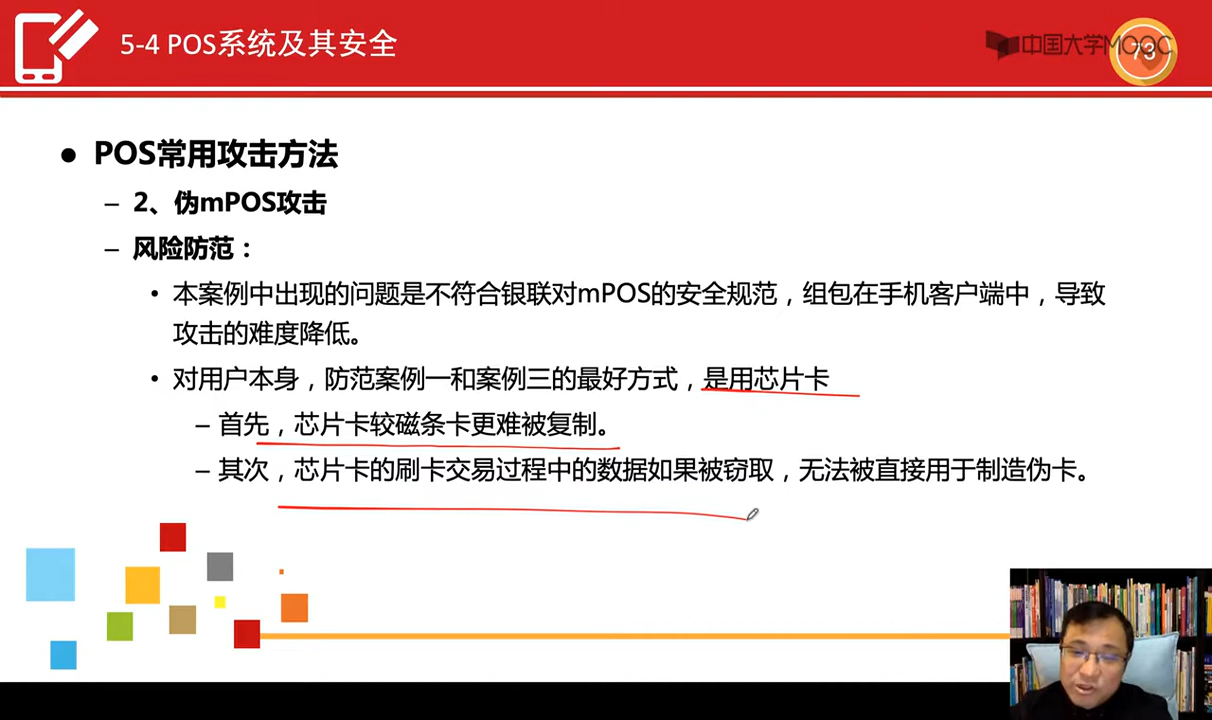 5-4 POS系统及其安全
中国大学MOOC
73
● POS常用攻击方法
– 2、伪mPOS攻击
– 风险防范：
• 本案例中出现的问题是不符合银联对mPOS的安全规范，组包在手机客户端中，导致
攻击的难度降低。
• 对用户本身，防范案例一和案例三的最好方式，是用芯片卡
– 首先，芯片卡较磁条卡更难被复制。
– 其次，芯片卡的刷卡交易过程中的数据如果被窃取，无法被直接用于制造伪卡。